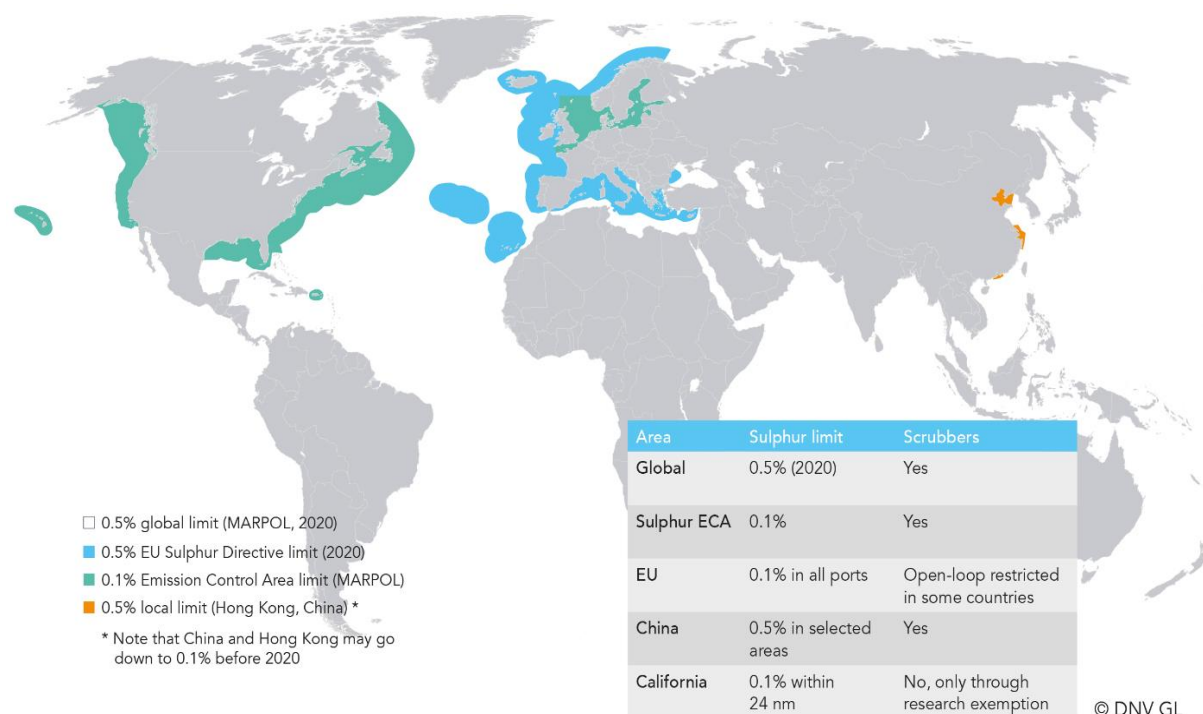 Area Sulphur limit Scrubbers
Global 0.5% (2020) Yes
Sulphur ECA 0.1% Yes
EU 0.1% in all ports Open-loop restricted
in some countries
China 0.5% in selected Yes
areas
California 0.1% within No, only through
24 nm research exemption
0.5% global limit (MARPOL, 2020)
0.5% EU Sulphur Directive limit (2020)
0.1% Emission Control Area limit (MARPOL)
0.5% local limit (Hong Kong, China) *
* Note that China and Hong Kong may go
down to 0.1% before 2020
© DNV GL